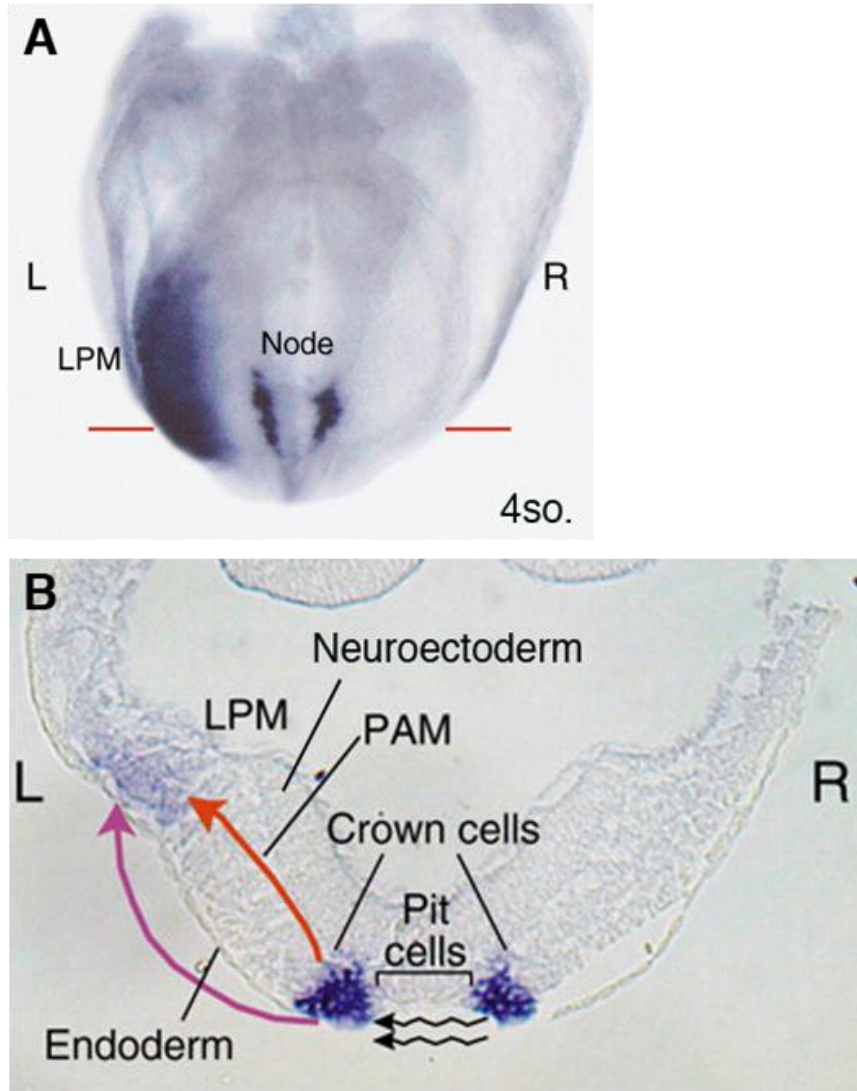 A
L
R
LPM
Node
4so.
B
Neuroectoderm
LPM
PAM
L
R
Crown cells
Pit
cells
Endoderm